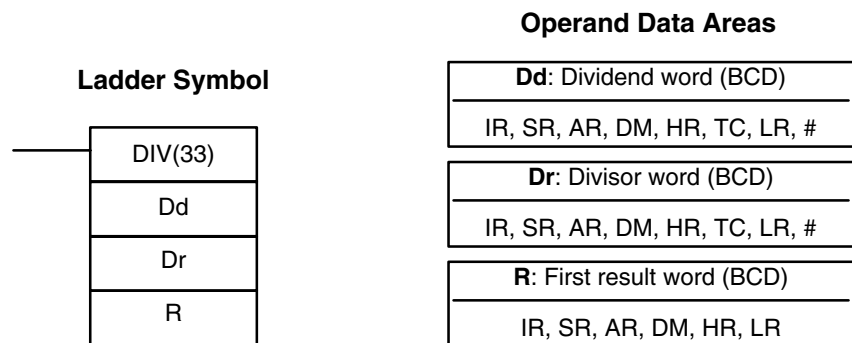 Ladder Symbol
DIV(33)
Dd
Dr
R
Operand Data Areas
Dd: Dividend word (BCD)
IR, SR, AR, DM, HR, TC, LR, #
Dr: Divisor word (BCD)
IR, SR, AR, DM, HR, TC, LR, #
R: First result word (BCD)
IR, SR, AR, DM, HR, LR